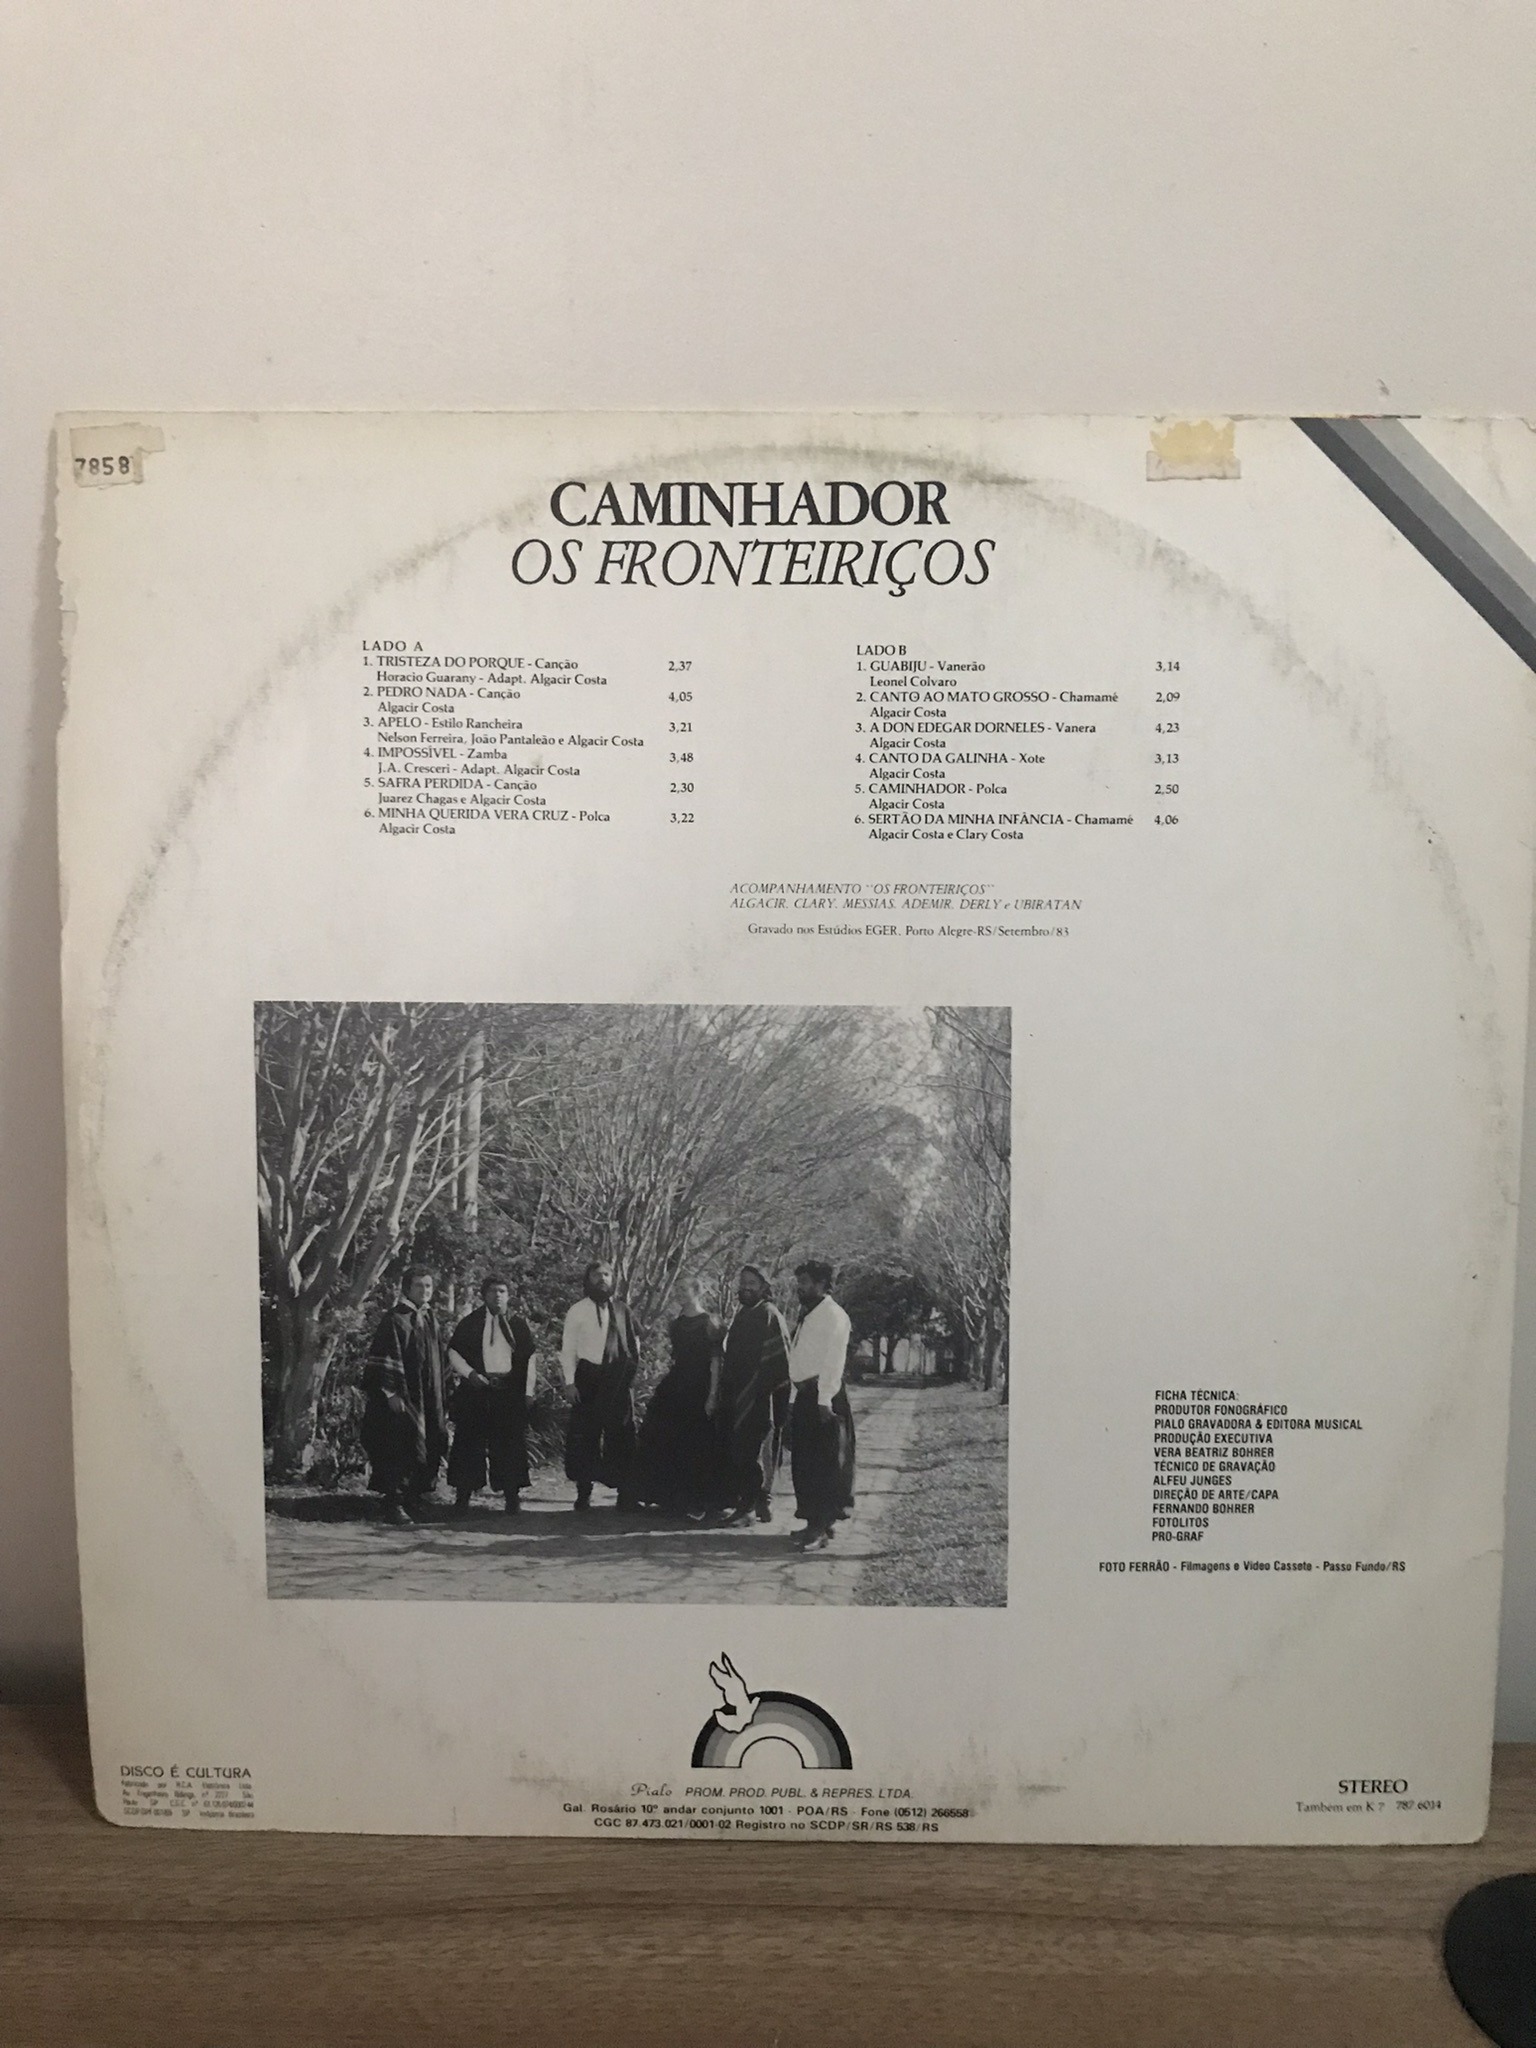 7858
CAMINHADOR
OS FRONTEIRIÇOS
LADO A
1. TRISTEZA DO PORQUE - Canção 2,37
Horacio Guarany - Adapt. Algacir Costa
2. PEDRO NADA - Canção 4,05
Algacir Costa
3. APELO - Estilo Rancheira 3,21
Nelson Ferreira, João Pantaleão e Algacir Costa
4. IMPOSSÍVEL - Zamba 3,48
J.A. Cresceri - Adapt. Algacir Costa
5. SAFRA PERDIDA - Canção 2,30
Juarez Chagas e Algacir Costa
6. MINHA QUERIDA VERA CRUZ - Polca 3,22
Algacir Costa
LADO B
1. GUABIJU - Vanerão 3,14
Leonel Colvaro
2. CANTO AO MATO GROSSO - Chamamé 2,09
Algacir Costa
3. A DON EDEGAR DORNELES - Vanera 4,23
Algacir Costa
4. CANTO DA GALINHA - Xote 3,13
Algacir Costa
5. CAMINHADOR - Polca 2,50
Algacir Costa
6. SERTÃO DA MINHA INFÂNCIA - Chamamé 4,06
Algacir Costa e Clary Costa
ACOMPANHAMENTO "OS FRONTEIRIÇOS"
ALGACIR, CLARY, MESSIAS, ADEMIR, DERLY e UBIRATAN
Gravado nos Estúdios EGER, Porto Alegre-RS/Setembro/83
FICHA TÉCNICA:
PRODUTOR FONOGRÁFICO
PIALO GRAVADORA & EDITORA MUSICAL
PRODUÇÃO EXECUTIVA
VERA BEATRIZ BOHRER
TÉCNICO DE GRAVAÇÃO
ALFEU JUNGES
DIREÇÃO DE ARTE/CAPA
FERNANDO BOHRER
FOTOLITOS
PRO-GRAF
FOTO FERRÃO - Filmagens e Vídeo Cassete - Passo Fundo/RS
Pialo PROM. PROD. PUBL. & REPRES. LTDA.
Gal. Rosário 10º andar conjunto 1001 - POA/RS - Fone (0512) 266558
CGC 87.473.021/0001-02 Registro no SCDP/SR/RS 538/RS
DISCO É CULTURA
Fabricado por R.C.A. Eletrônica Ltda.
STEREO
Também em K 7 787.6014